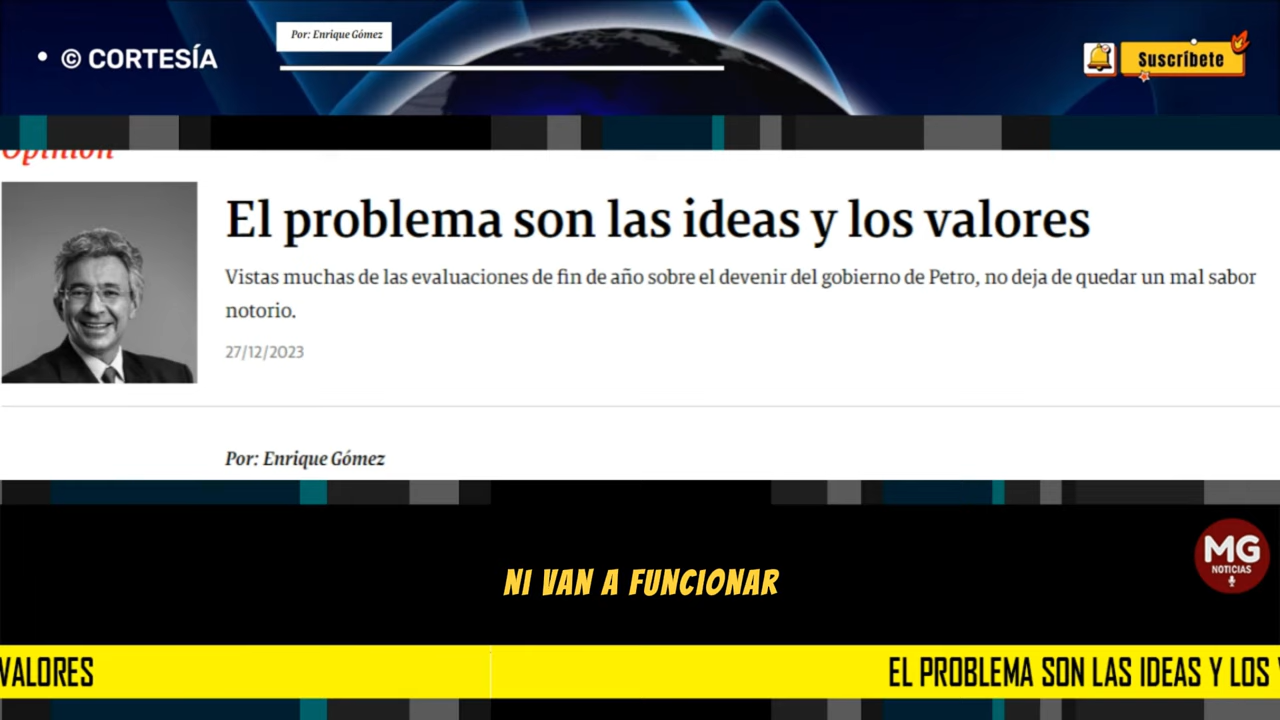 Por: Enrique Gómez
• © CORTESÍA
Suscríbete
Opinión
El problema son las ideas y los valores
Vistas muchas de las evaluaciones de fin de año sobre el devenir del gobierno de Petro, no deja de quedar un mal sabor
notorio.
27/12/2023
Por: Enrique Gómez
MG
NOTICIAS
NI VAN A FUNCIONAR
VALORES
EL PROBLEMA SON LAS IDEAS Y LOS